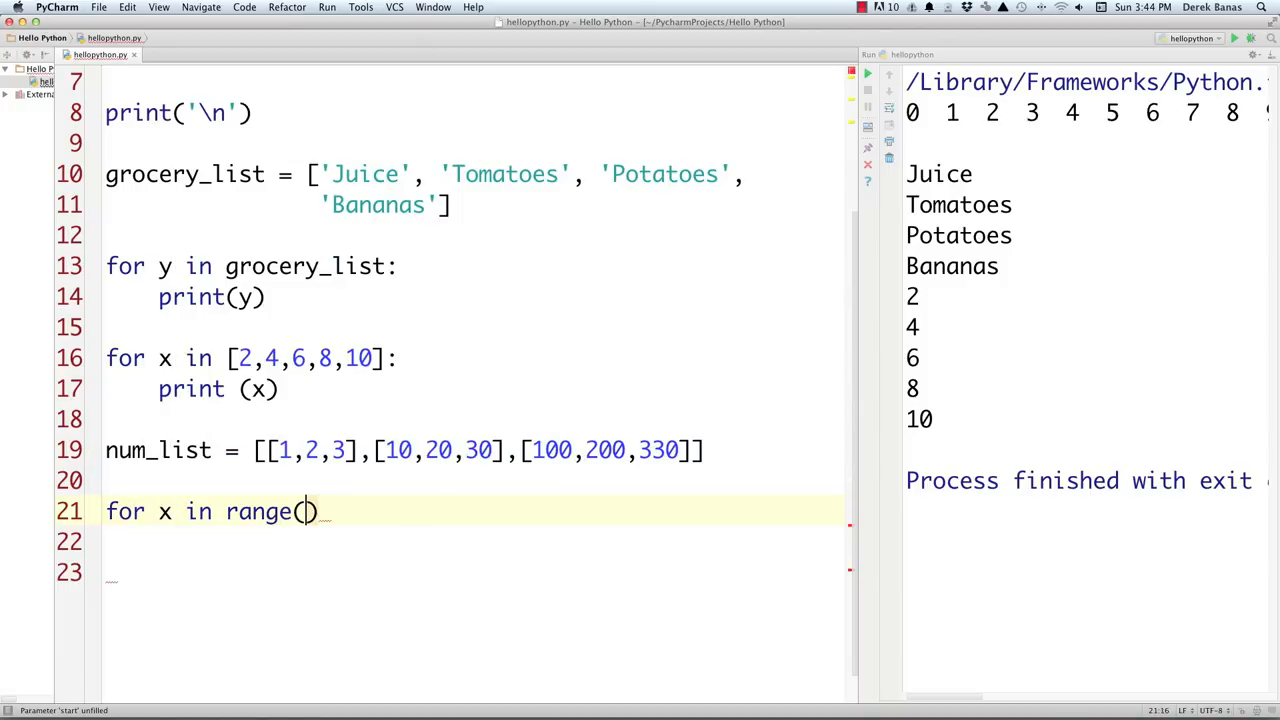 PyCharm File Edit View Navigate Code Refactor Run Tools VCS Window Help 10 Sun 3:44 PM Derek Banas
hellopython.py - Hello Python - [~/PycharmProjects/Hello Python]
Hello Python hellopython.py hellopython
hellopython.py Run hellopython
Hello P
hell
Externa
7
8 print('\n')
9
10 grocery_list = ['Juice', 'Tomatoes', 'Potatoes',
11 'Bananas']
12
13 for y in grocery_list:
14 print(y)
15
16 for x in [2,4,6,8,10]:
17 print (x)
18
19 num_list = [[1,2,3],[10,20,30],[100,200,330]]
20
21 for x in range()
22
23
/Library/Frameworks/Python.
0 1 2 3 4 5 6 7 8
Juice
Tomatoes
Potatoes
Bananas
2
4
6
8
10
Process finished with exit
Parameter 'start' unfilled 21:16 LF UTF-8